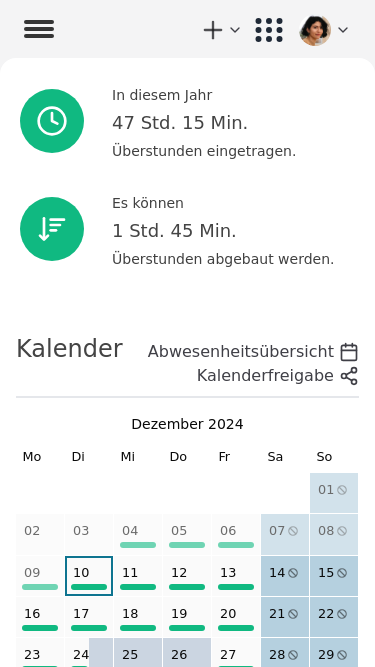 In diesem Jahr
47 Std. 15 Min.
Überstunden eingetragen.
Es können
1 Std. 45 Min.
Überstunden abgebaut werden.
Kalender
Abwesenheitsübersicht
Kalenderfreigabe
Dezember 2024
Mo Di Mi Do Fr Sa So
01
02 03 04 05 06 07 08
09 10 11 12 13 14 15
16 17 18 19 20 21 22
23 24 25 26 27 28 29